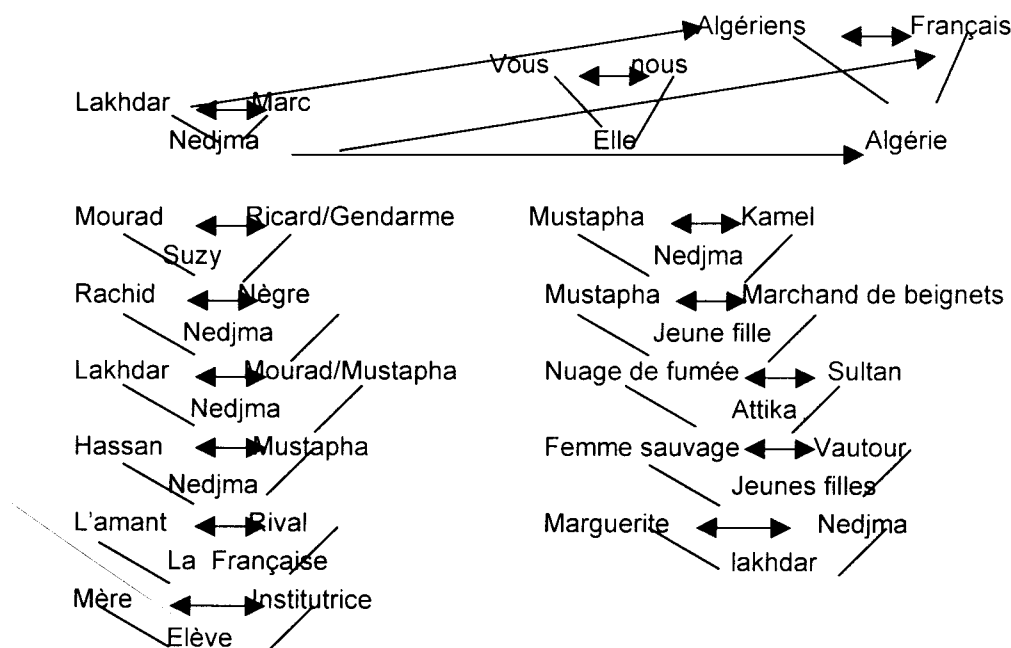 Algériens Français
Vous nous
Lakhdar Marc
Nedjma Elle Algérie
Mourad Ricard/Gendarme
Suzy
Rachid Nègre
Nedjma
Lakhdar Mourad/Mustapha
Nedjma
Hassan Mustapha
Nedjma
L'amant Rival
La Française
Mère Institutrice
Elève
Mustapha Kamel
Nedjma
Mustapha Marchand de beignets
Jeune fille
Nuage de fumée Sultan
Attika
Femme sauvage Vautour
Jeunes filles
Marguerite Nedjma
lakhdar